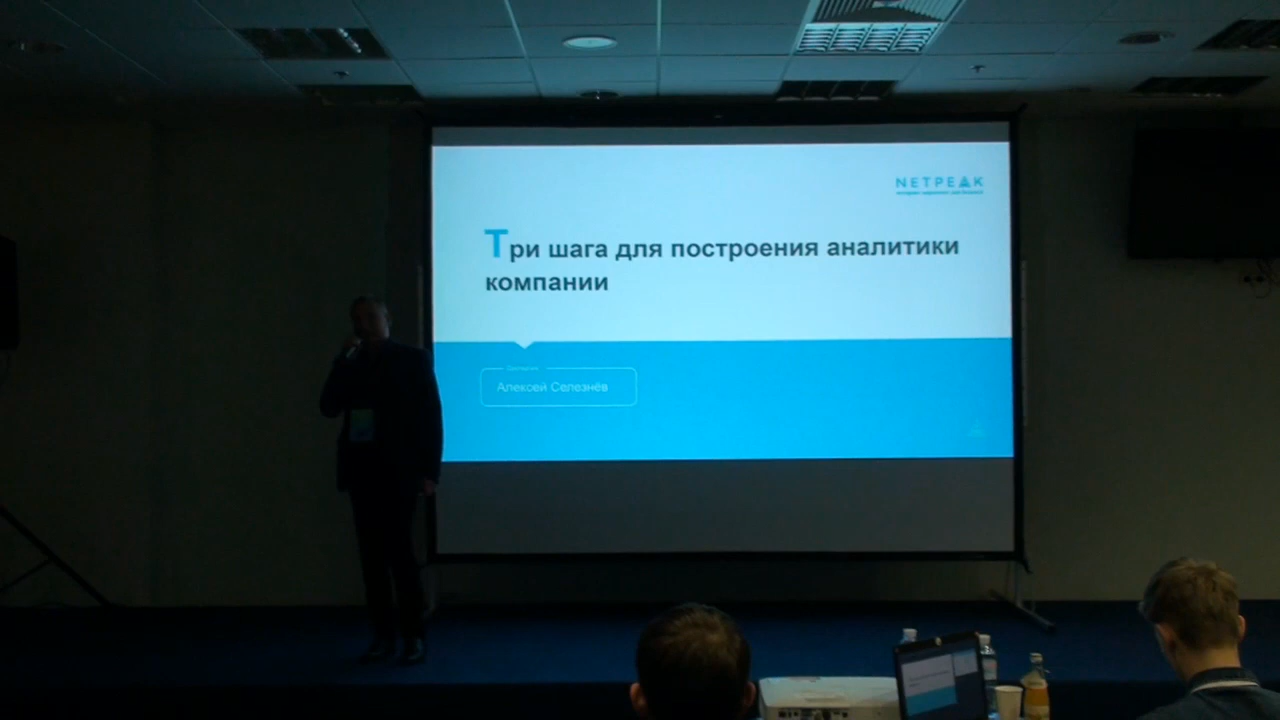 NETPEAK
Три шага для построения аналитики
компании
Алексей Селезнёв